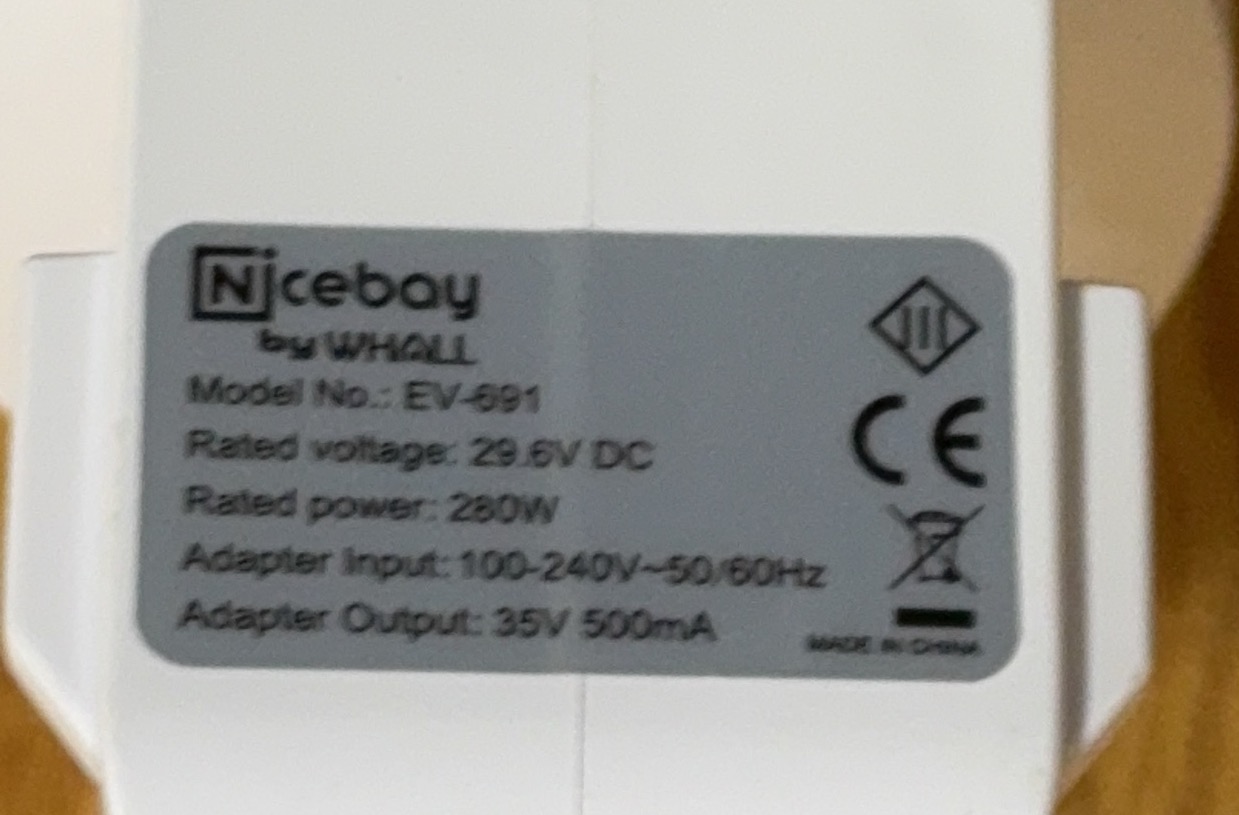 Nicebay
by WHALL
Model No.: EV-691
Rated voltage: 29.6V DC
Rated power: 280W
Adapter Input: 100-240V~50/60Hz
Adapter Output: 35V 500mA
CE
MADE IN CHINA